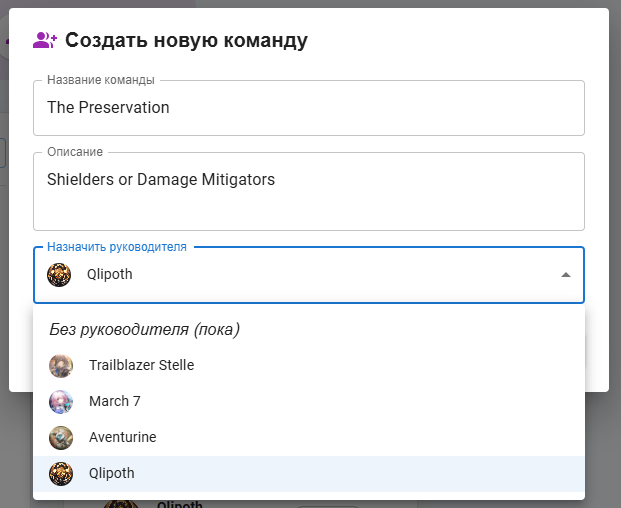 Создать новую команду
Название команды
The Preservation
Описание
Shielders or Damage Mitigators
Назначить руководителя
Qlipoth
Без руководителя (пока)
Trailblazer Stelle
March 7
Aventurine
Qlipoth
Qlipoth